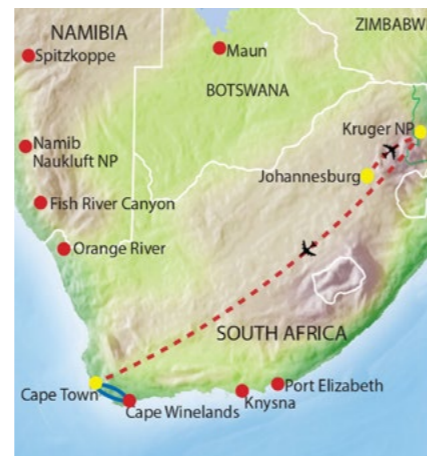 NAMIBIA
ZIMBABW
Spitzkoppe
Maun
BOTSWANA
Kruger NP
Namib
Naukluft NP
Johannesburg
Fish River Canyon
Orange River
SOUTH AFRICA
Cape Town
Port Elizabeth
Knysna
Cape Winelands